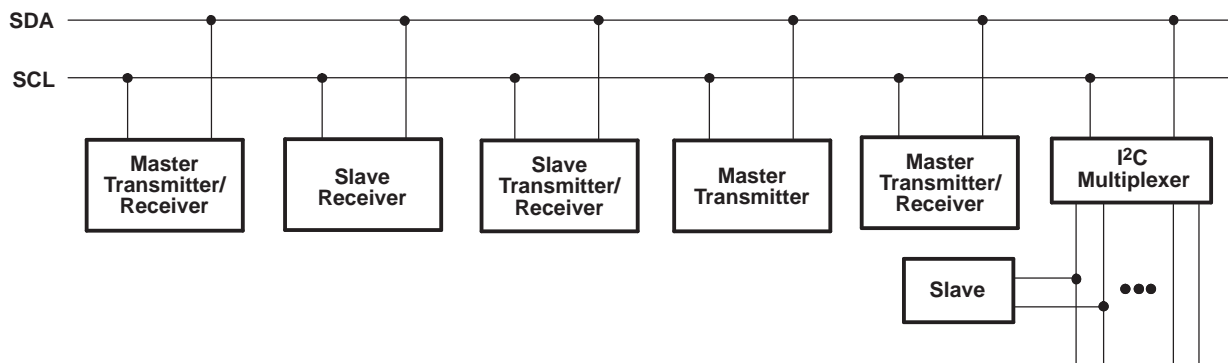 SDA
SCL
Master
Transmitter/
Receiver
Slave
Receiver
Slave
Transmitter/
Receiver
Master
Transmitter
Master
Transmitter/
Receiver
I²C
Multiplexer
Slave